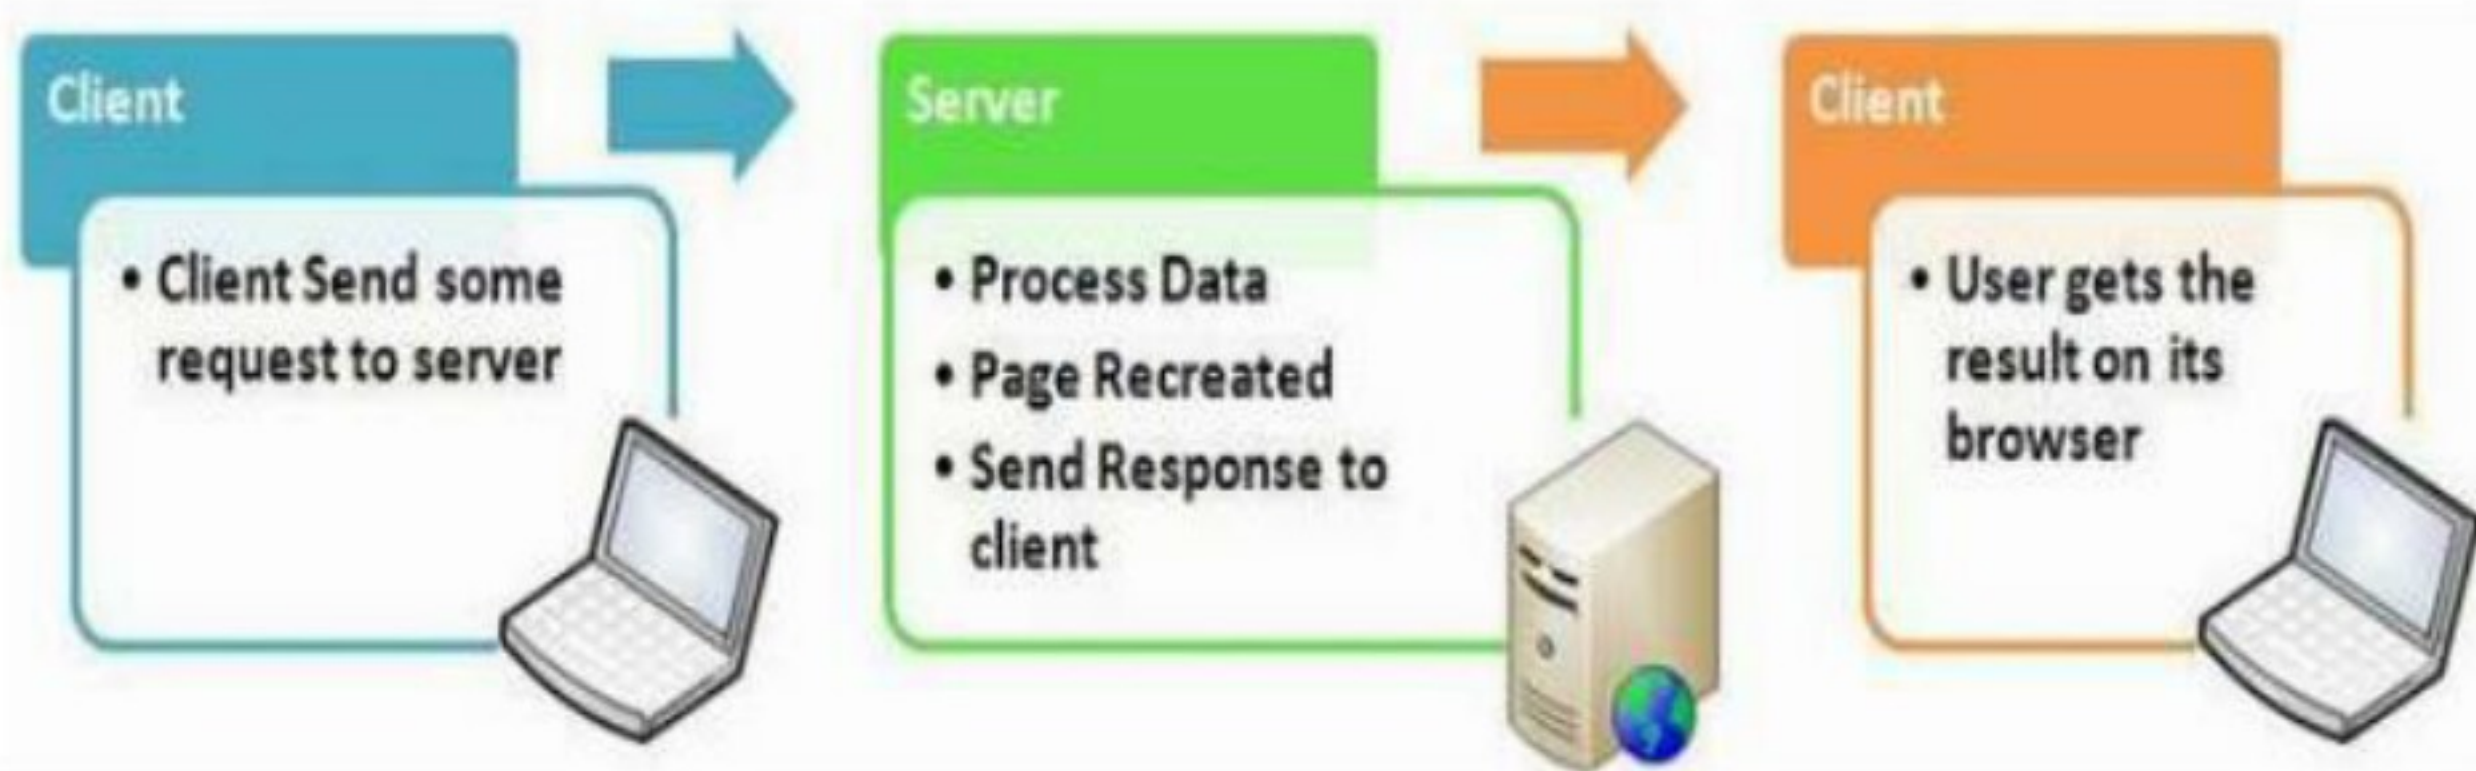 Client
• Client Send some
request to server
Server
• Process Data
• Page Recreated
• Send Response to
client
Client
• User gets the
result on its
browser